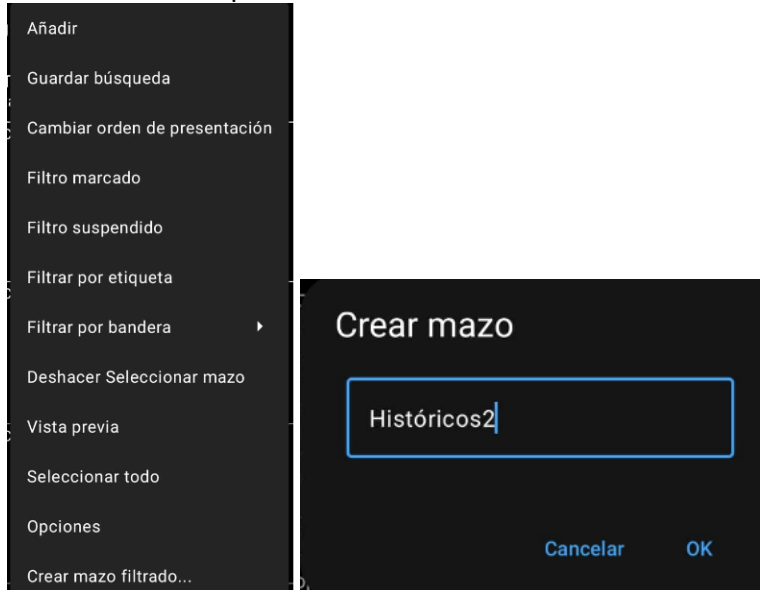 Añadir
Guardar búsqueda
Cambiar orden de presentación
Filtro marcado
Filtro suspendido
Filtrar por etiqueta
Filtrar por bandera
Deshacer Seleccionar mazo
Vista previa
Seleccionar todo
Opciones
Crear mazo filtrado...
Crear mazo
Históricos2
Cancelar
OK